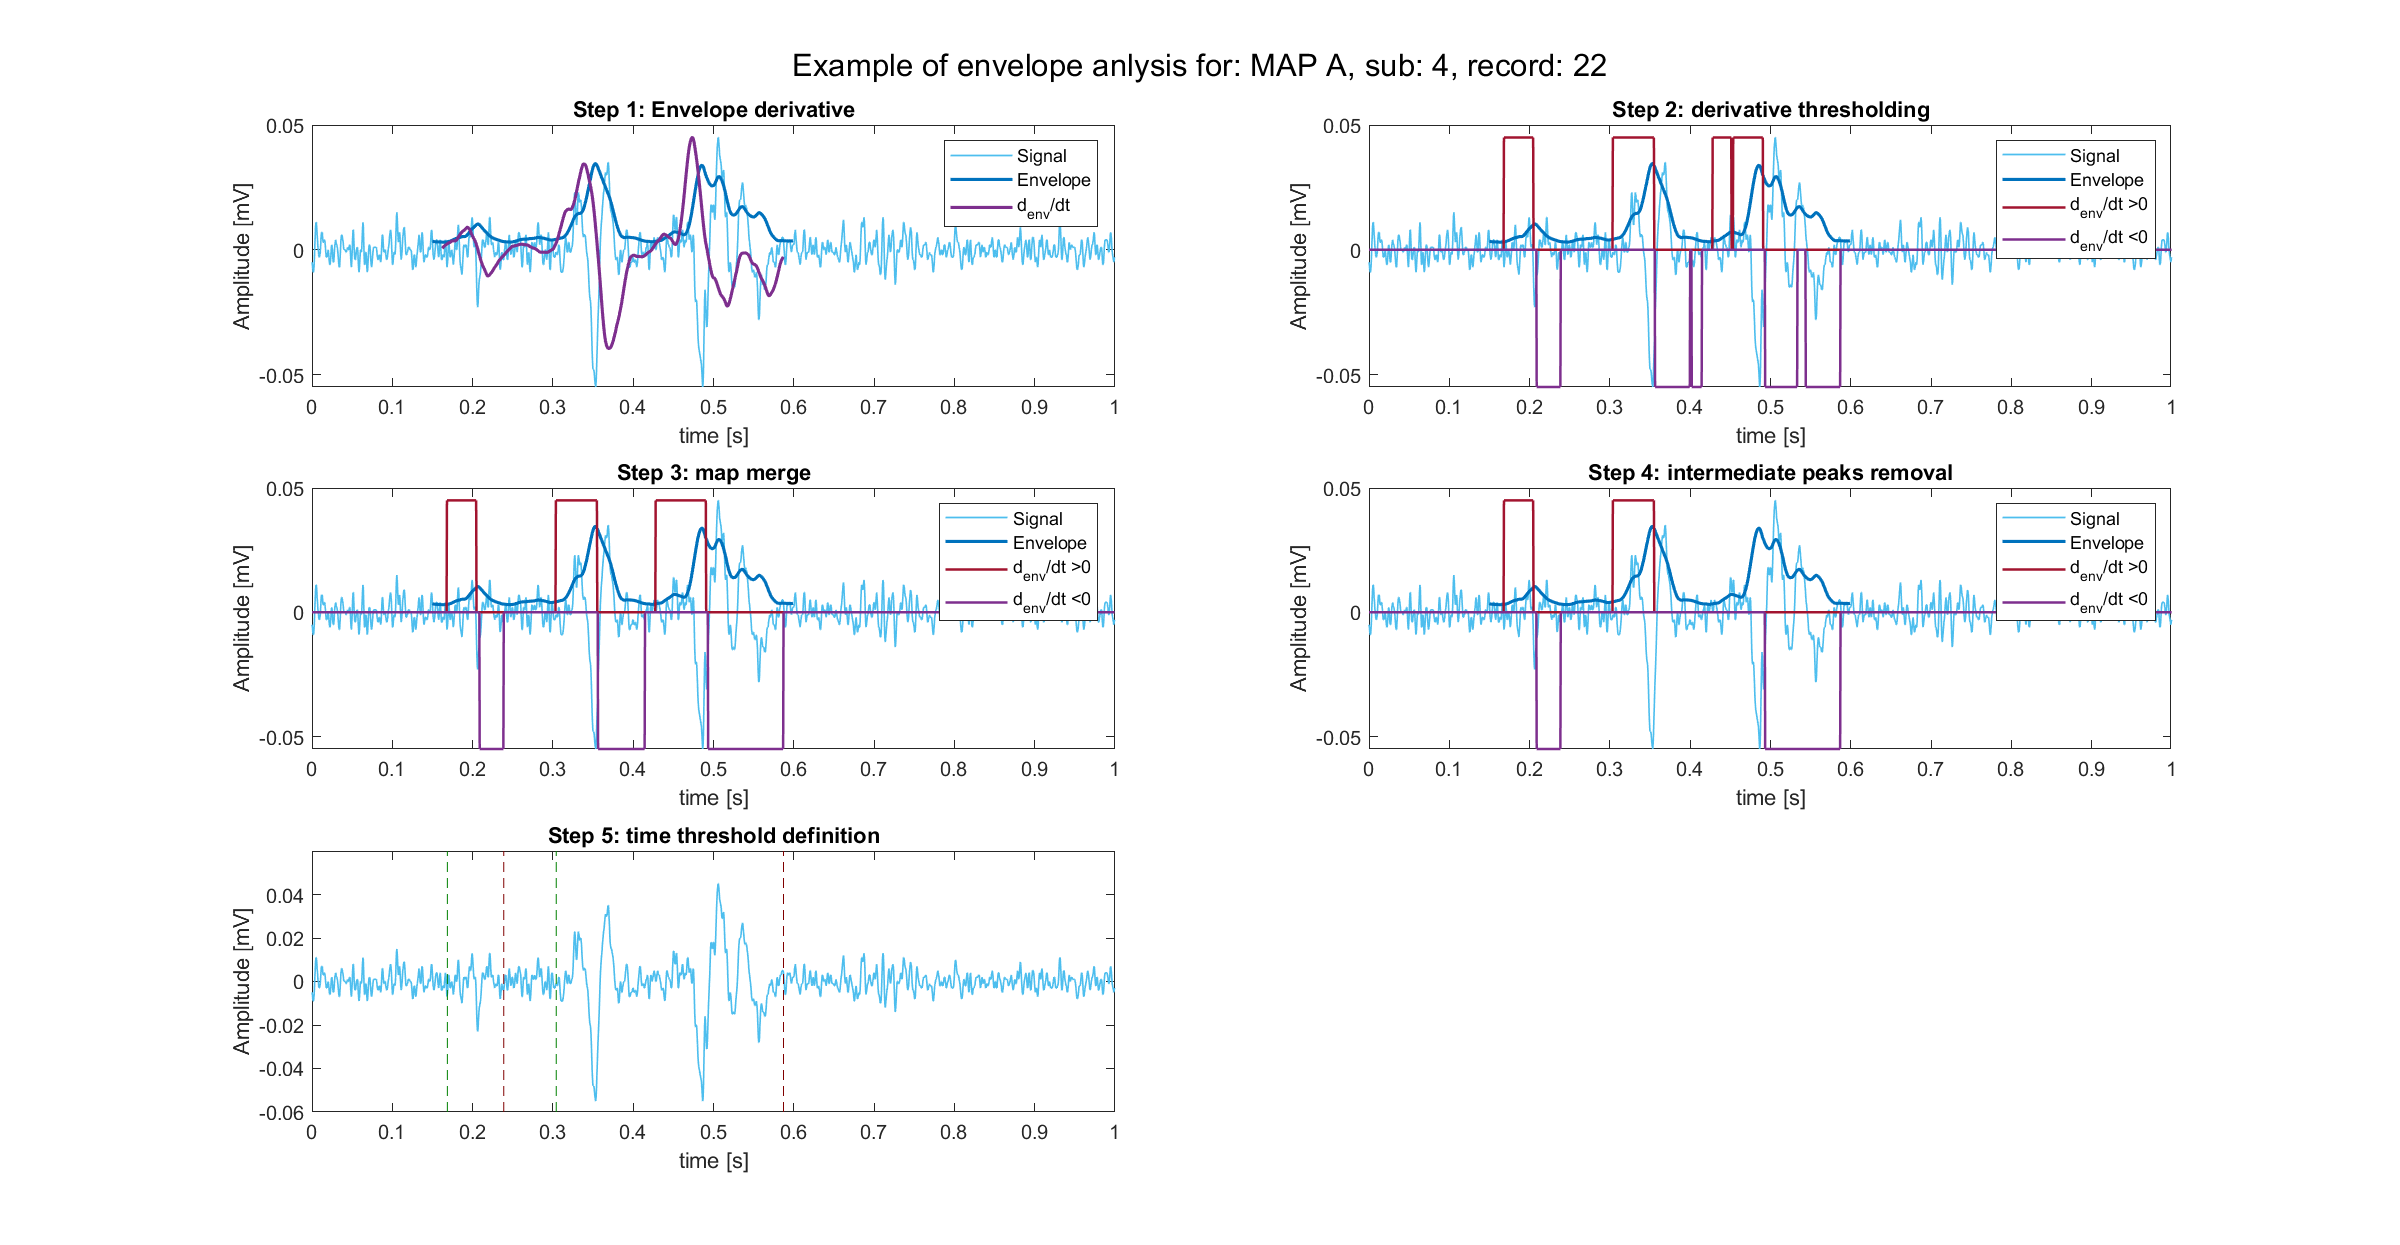 Example of envelope anlysis for: MAP A, sub: 4, record: 22
Step 1: Envelope derivative
0.05
0
-0.05
Amplitude [mV]
Signal
Envelope
d_env/dt
0 0.1 0.2 0.3 0.4 0.5 0.6 0.7 0.8 0.9 1
time [s]
Step 2: derivative thresholding
0.05
0
-0.05
Amplitude [mV]
Signal
Envelope
d_env/dt >0
d_env/dt <0
0 0.1 0.2 0.3 0.4 0.5 0.6 0.7 0.8 0.9 1
time [s]
Step 3: map merge
0.05
0
-0.05
Amplitude [mV]
Signal
Envelope
d_env/dt >0
d_env/dt <0
0 0.1 0.2 0.3 0.4 0.5 0.6 0.7 0.8 0.9 1
time [s]
Step 4: intermediate peaks removal
0.05
0
-0.05
Amplitude [mV]
Signal
Envelope
d_env/dt >0
d_env/dt <0
0 0.1 0.2 0.3 0.4 0.5 0.6 0.7 0.8 0.9 1
time [s]
Step 5: time threshold definition
0.04
0.02
0
-0.02
-0.04
-0.06
Amplitude [mV]
0 0.1 0.2 0.3 0.4 0.5 0.6 0.7 0.8 0.9 1
time [s]